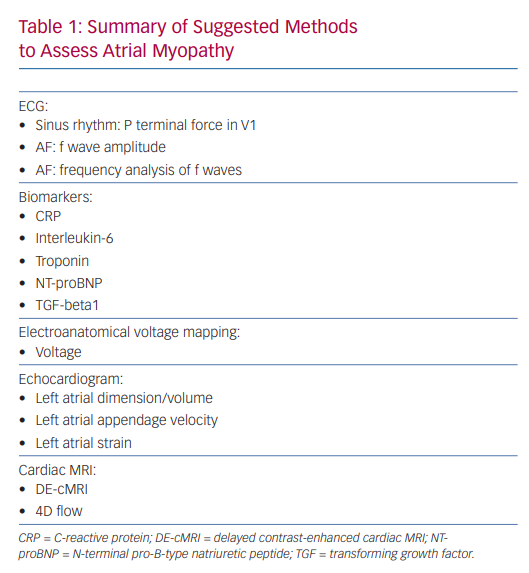 Table 1: Summary of Suggested Methods
to Assess Atrial Myopathy
ECG:
• Sinus rhythm: P terminal force in V1
• AF: f wave amplitude
• AF: frequency analysis of f waves
Biomarkers:
• CRP
• Interleukin-6
• Troponin
• NT-proBNP
• TGF-beta1
Electroanatomical voltage mapping:
• Voltage
Echocardiogram:
• Left atrial dimension/volume
• Left atrial appendage velocity
• Left atrial strain
Cardiac MRI:
• DE-cMRI
• 4D flow
CRP = C-reactive protein; DE-cMRI = delayed contrast-enhanced cardiac MRI; NT-
proBNP = N-terminal pro-B-type natriuretic peptide; TGF = transforming growth factor.